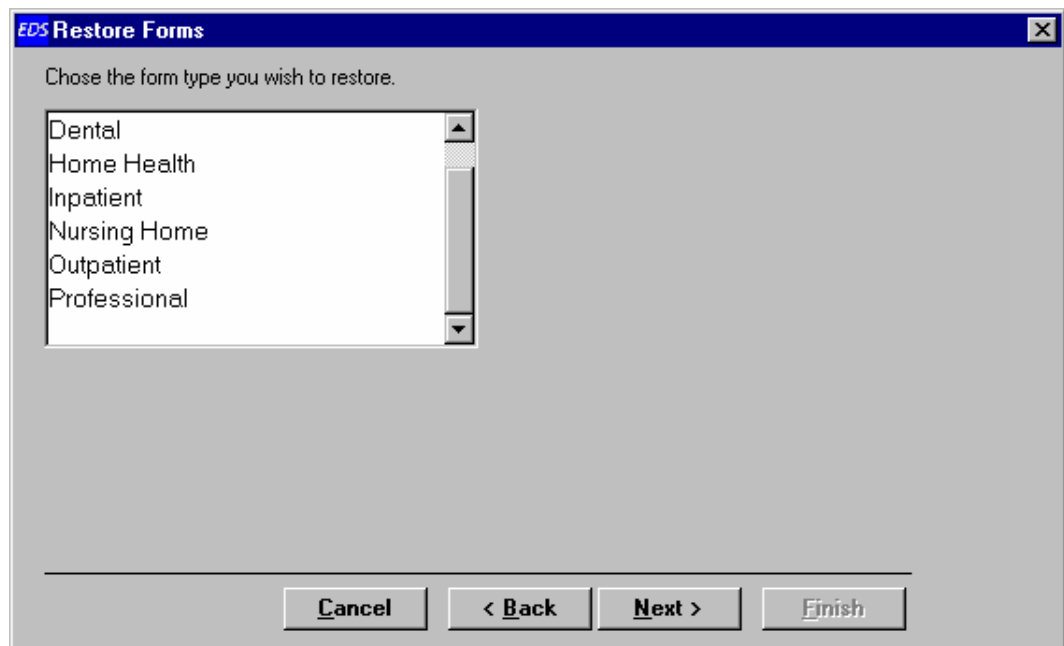 EDS Restore Forms
Chose the form type you wish to restore.
Dental
Home Health
Inpatient
Nursing Home
Outpatient
Professional
Cancel < Back Next > Finish